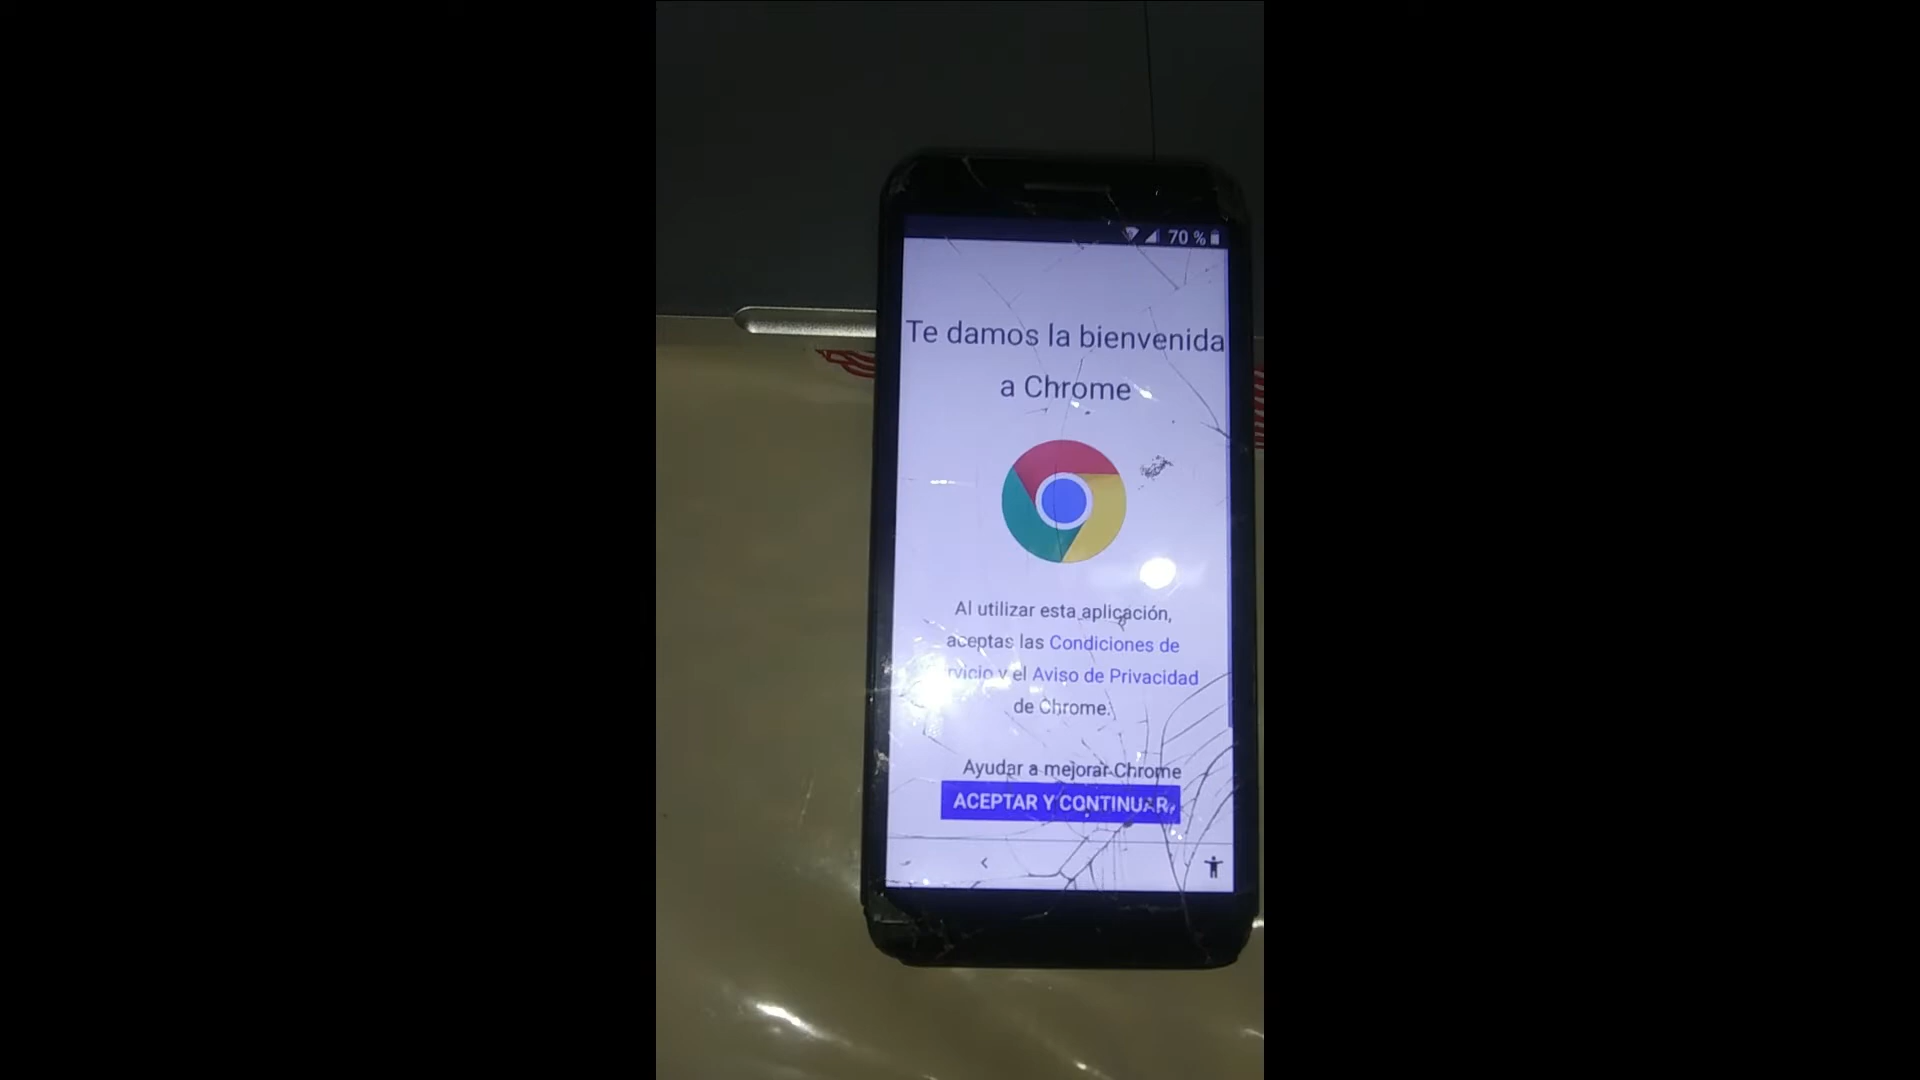 70 %
Te damos la bienvenida
a Chrome
Al utilizar esta aplicación,
aceptas las Condiciones de
y el Aviso de Privacidad
de Chrome.
Ayudar a mejorar Chrome
ACEPTAR Y CONTINUAR